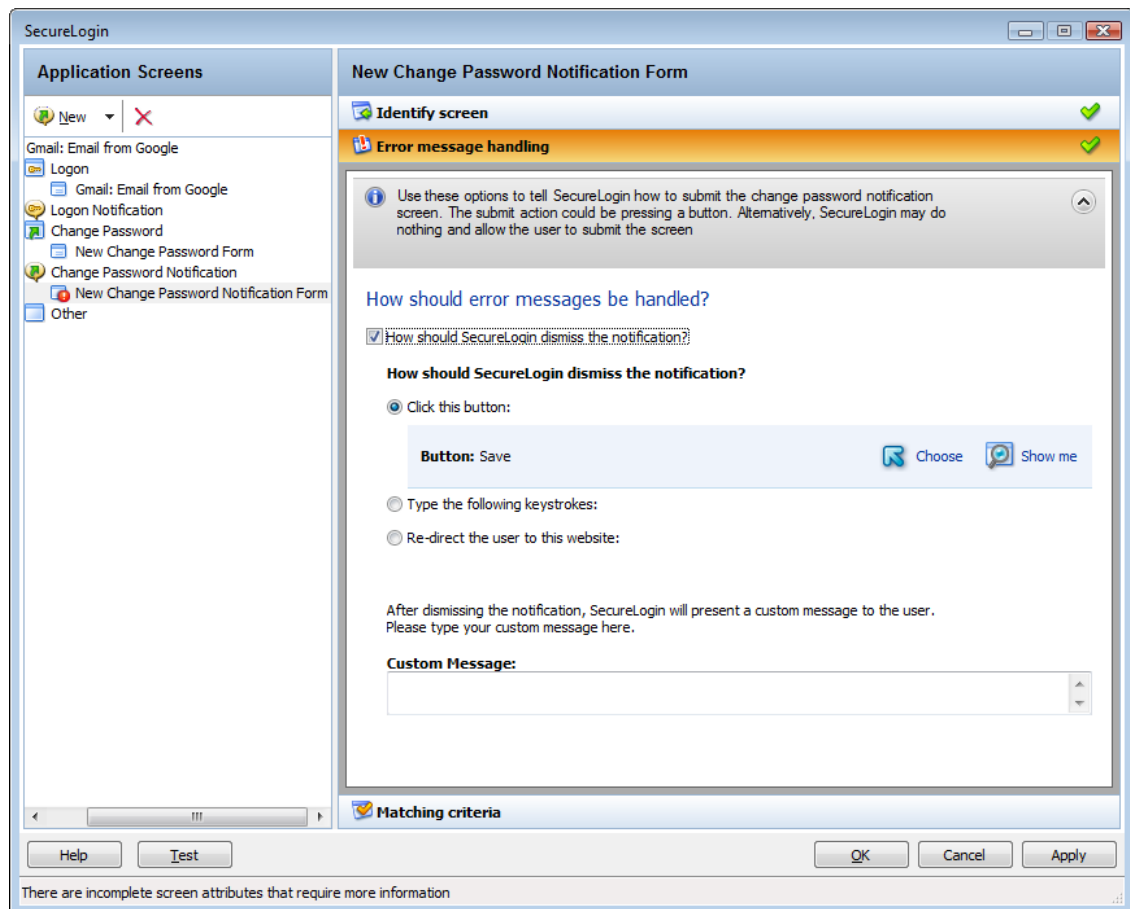 SecureLogin
Application Screens
New
Gmail: Email from Google
Logon
Gmail: Email from Google
Logon Notification
Change Password
New Change Password Form
Change Password Notification
New Change Password Notification Form
Other
New Change Password Notification Form
Identify screen
Error message handling
Use these options to tell SecureLogin how to submit the change password notification
screen. The submit action could be pressing a button. Alternatively, SecureLogin may do
nothing and allow the user to submit the screen
How should error messages be handled?
How should SecureLogin dismiss the notification?
How should SecureLogin dismiss the notification?
Click this button:
Button: Save
Choose
Show me
Type the following keystrokes:
Re-direct the user to this website:
After dismissing the notification, SecureLogin will present a custom message to the user.
Please type your custom message here.
Custom Message:
Matching criteria
Help
Test
OK
Cancel
Apply
There are incomplete screen attributes that require more information